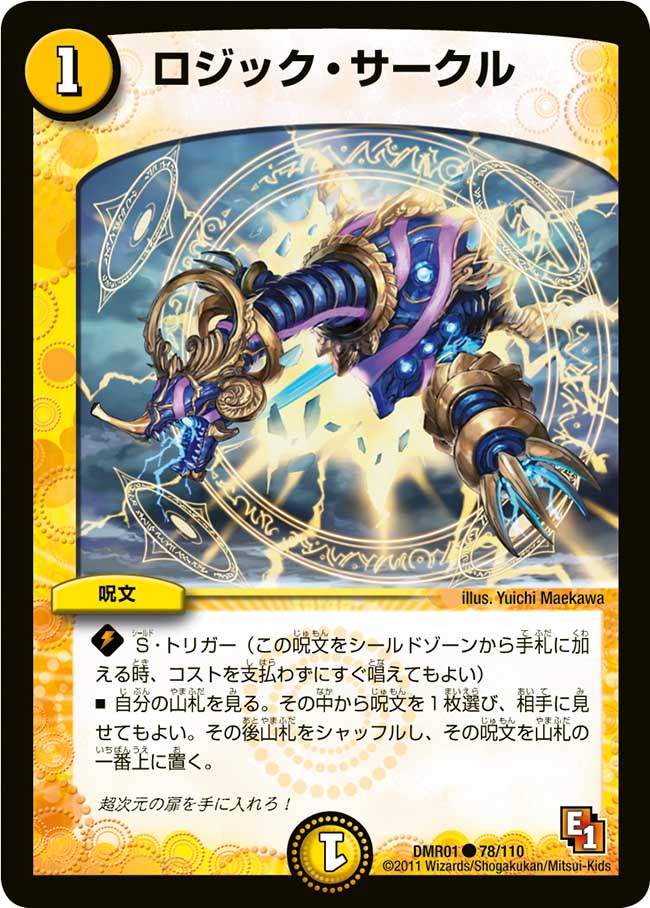 1
ロジック・サークル
呪文
illus. Yuichi Maekawa
S・トリガー（この呪文をシールドゾーンから手札に加
える時、コストを支払わずにすぐ唱えてもよい）
■ 自分の山札を見る。その中から呪文を１枚選び、相手に見
せてもよい。その後山札をシャッフルし、その呪文を山札の
一番上に置く。
超次元の扉を手に入れろ！
1
E1
DMR01 ● 78/110
©2011 Wizards/Shogakukan/Mitsui-Kids